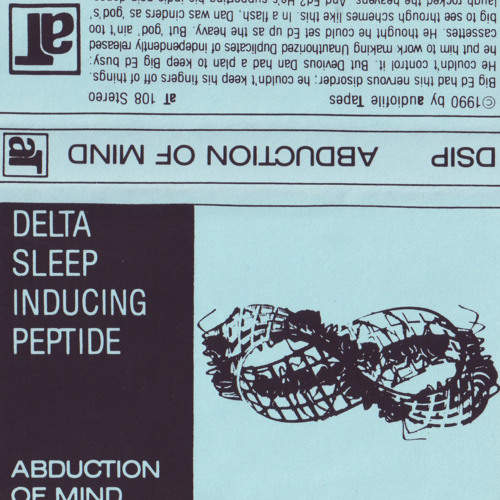 ©1990 by audiofile Tapes aT 108 Stereo
Big Ed had this nervous disorder; he couldn't keep his fingers off of things.
He couldn't control it. But Devious Dan had a plan to keep Big Ed busy:
he put him to work making Unauthorized Duplicates of independently released
cassettes. He thought he could set Ed up as the heavy. But, 'god' ain't too
big to see through schemes like this. In a flash, Dan was cinders as 'god's'
laugh rocked the heavens. And Ed? He's supporting his indie
aT
DSIP ABDUCTION OF MIND aT
DELTA
SLEEP
INDUCING
PEPTIDE
ABDUCTION
OF MIND